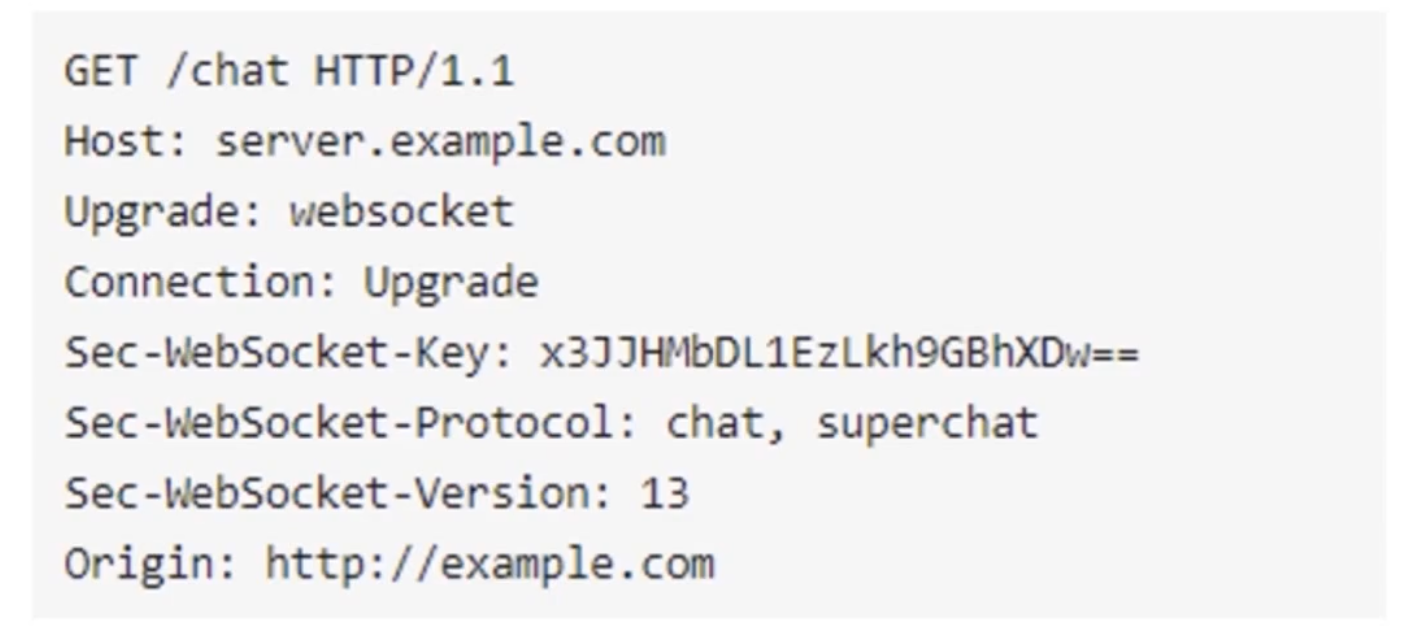 GET /chat HTTP/1.1
Host: server.example.com
Upgrade: websocket
Connection: Upgrade
Sec-WebSocket-Key: x3JJHMbDL1EzLkh9GBhXDw==
Sec-WebSocket-Protocol: chat, superchat
Sec-WebSocket-Version: 13
Origin: http://example.com